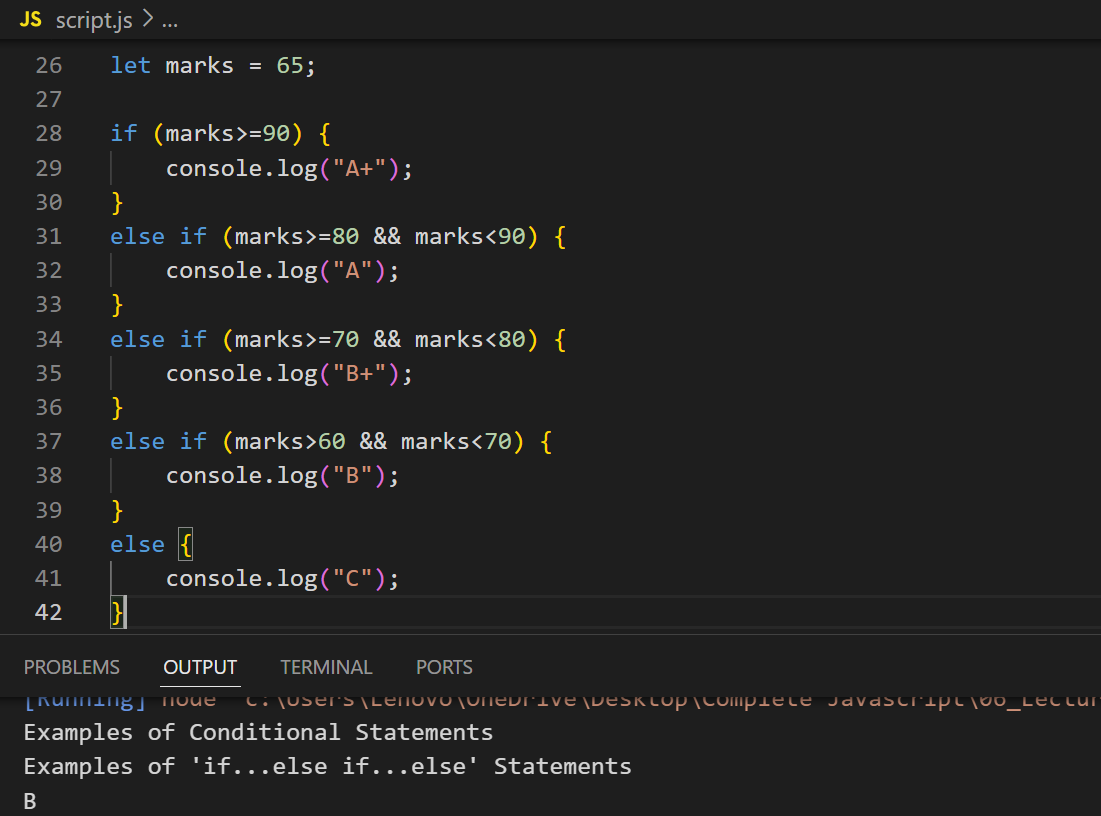 JS script.js > ...
26 let marks = 65;
27
28 if (marks>=90) {
29     console.log("A+");
30 }
31 else if (marks>=80 && marks<90) {
32     console.log("A");
33 }
34 else if (marks>=70 && marks<80) {
35     console.log("B+");
36 }
37 else if (marks>60 && marks<70) {
38     console.log("B");
39 }
40 else {
41     console.log("C");
42 }
PROBLEMS OUTPUT TERMINAL PORTS
[Running] node "c:\Users\Lenovo\OneDrive\Desktop\Complete Javascript\06_Lectur
Examples of Conditional Statements
Examples of 'if...else if...else' Statements
B